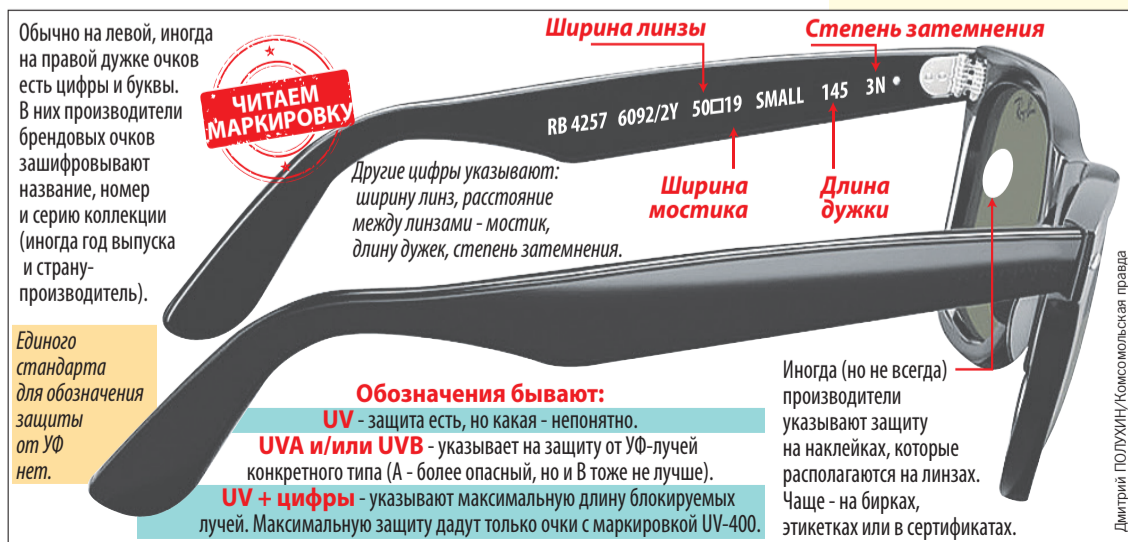 Обычно на левой, иногда
на правой дужке очков
есть цифры и буквы.
В них производители
брендовых очков
зашифровывают
название, номер
и серию коллекции
(иногда год выпуска
и страну-
производитель).
ЧИТАЕМ
МАРКИРОВКУ
Ширина линзы
Степень затемнения
RB 4257 6092/2Y 50□19 SMALL 145 3N
Ray-Ban
Ширина
мостика
Длина
дужки
Другие цифры указывают:
ширину линз, расстояние
между линзами - мостик,
длину дужек, степень затемнения.
Единого
стандарта
для обозначения
защиты
от УФ
нет.
Обозначения бывают:
UV - защита есть, но какая - непонятно.
UVA и/или UVB - указывает на защиту от УФ-лучей
конкретного типа (А - более опасный, но и В тоже не лучше).
UV + цифры - указывают максимальную длину блокируемых
лучей. Максимальную защиту дадут только очки с маркировкой UV-400.
Иногда (но не всегда)
производители
указывают защиту
на наклейках, которые
располагаются на линзах.
Чаще - на бирках,
этикетках или в сертификатах.
Дмитрий ПОЛУХИН/Комсомольская правда